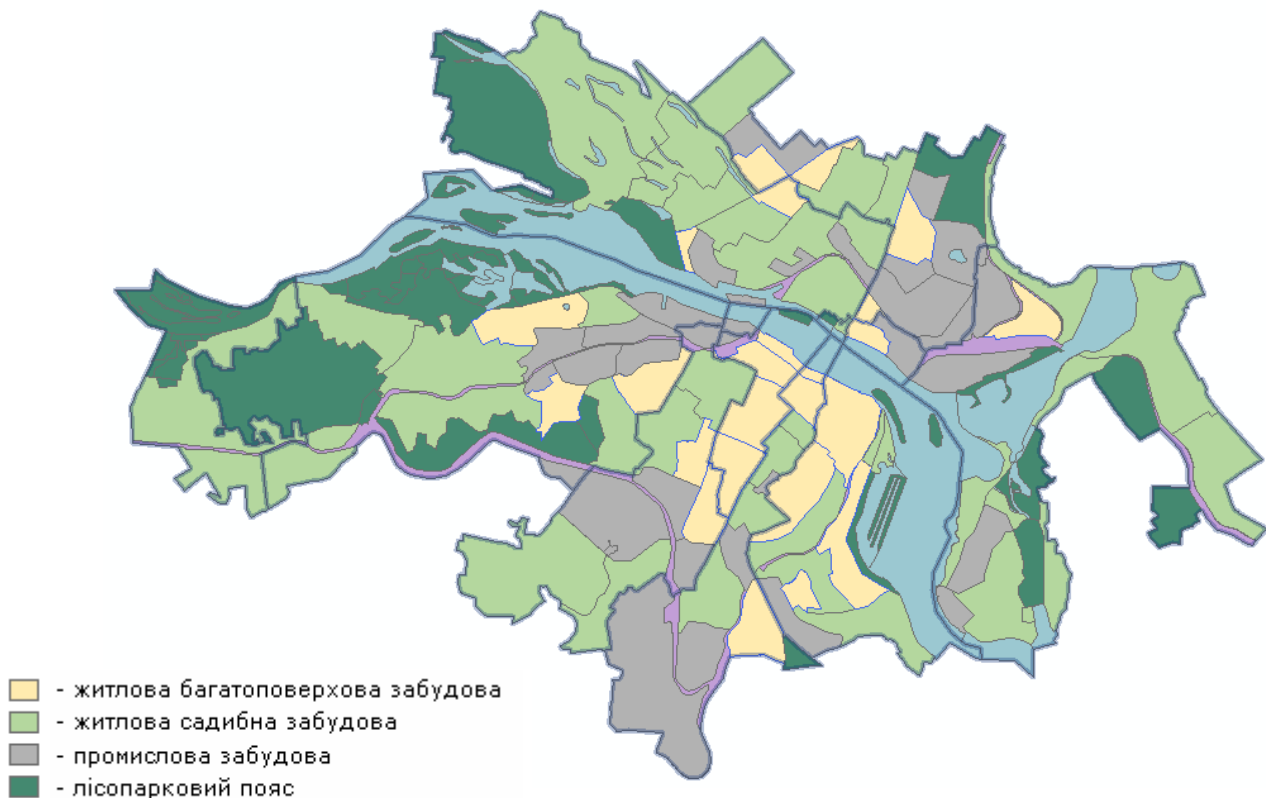 - житлова багатоповерхова забудова
- житлова садибна забудова
- промислова забудова
- лісопарковий пояс